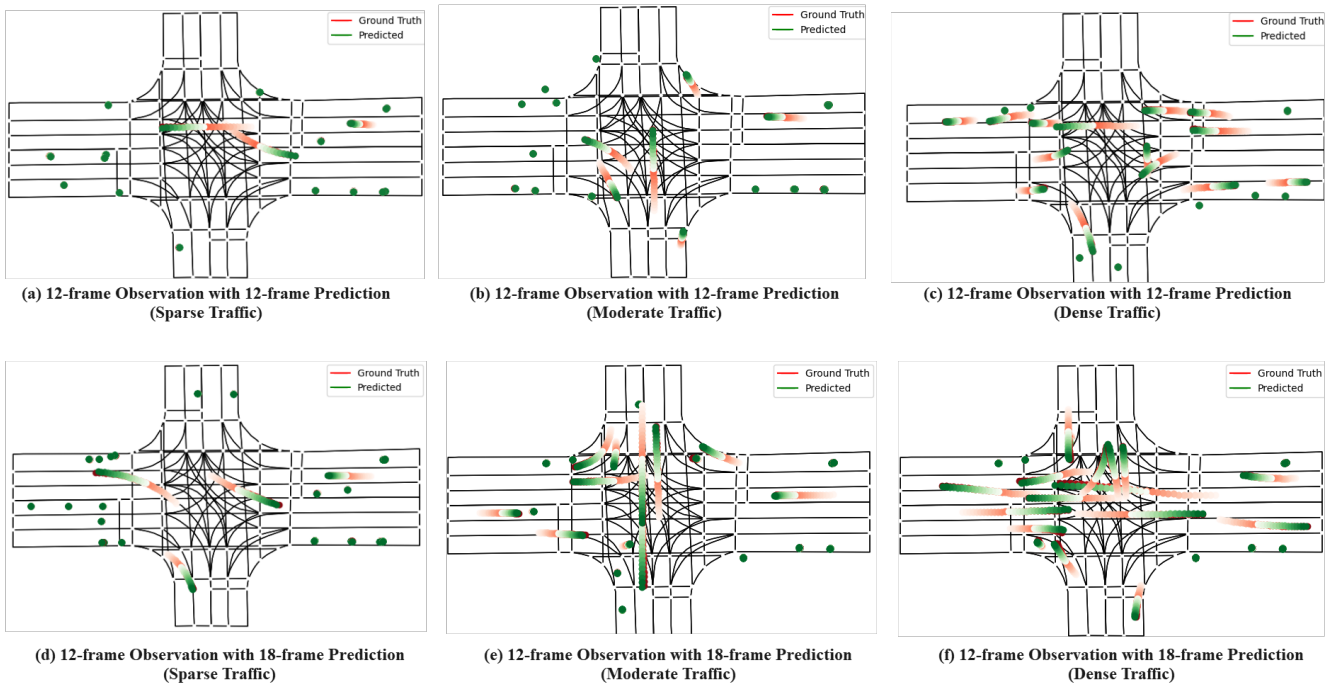 Ground Truth
Predicted
Ground Truth
Predicted
Ground Truth
Predicted
(a) 12-frame Observation with 12-frame Prediction
(Sparse Traffic)
(b) 12-frame Observation with 12-frame Prediction
(Moderate Traffic)
(c) 12-frame Observation with 12-frame Prediction
(Dense Traffic)
Ground Truth
Predicted
Ground Truth
Predicted
Ground Truth
Predicted
(d) 12-frame Observation with 18-frame Prediction
(Sparse Traffic)
(e) 12-frame Observation with 18-frame Prediction
(Moderate Traffic)
(f) 12-frame Observation with 18-frame Prediction
(Dense Traffic)